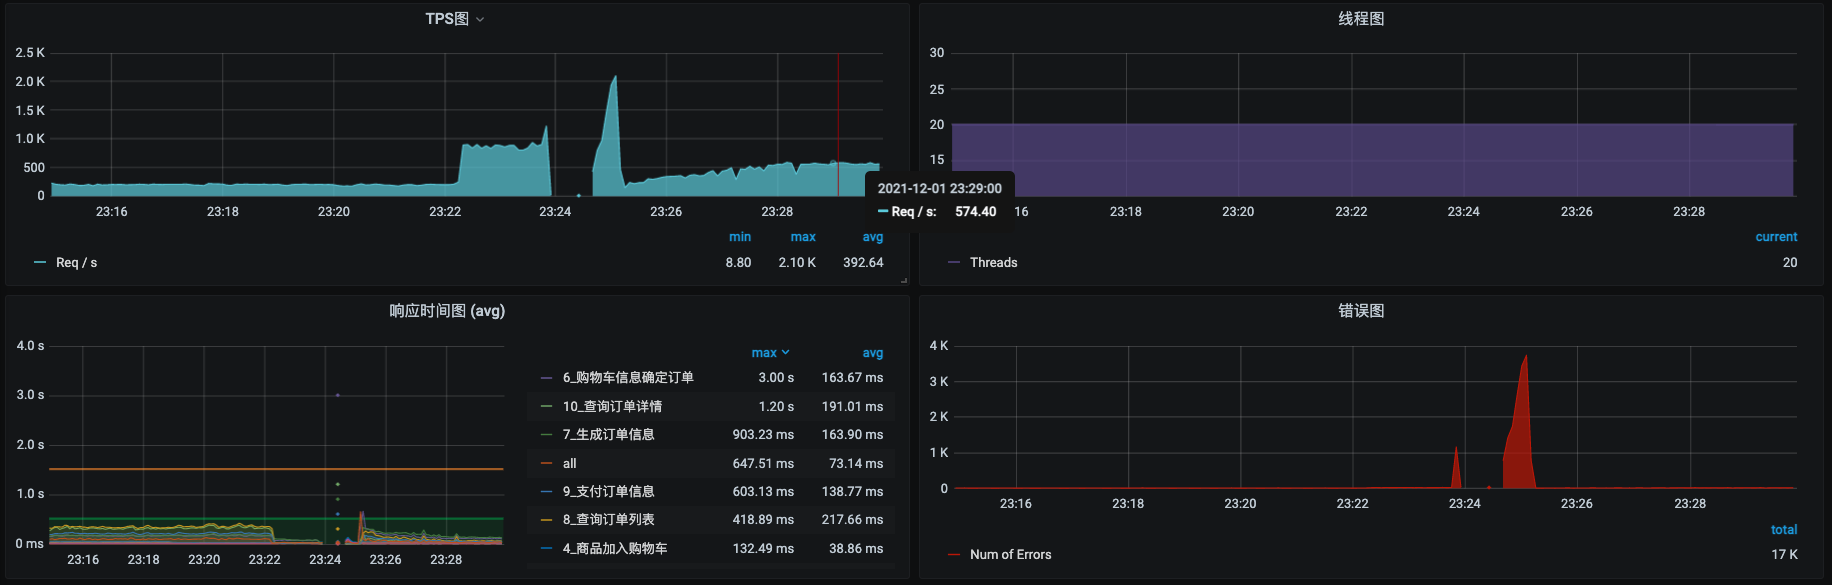 TPS图
2.5 K
2.0 K
1.5 K
1.0 K
500
0
23:16 23:18 23:20 23:22 23:24 23:26 23:28
2021-12-01 23:29:00
Req / s: 574.40
min max avg
Req / s 8.80 2.10 K 392.64
线程图
30
25
20
15
16 23:18 23:20 23:22 23:24 23:26 23:28
current
Threads 20
响应时间图 (avg)
4.0 s
3.0 s
2.0 s
1.0 s
0 ms
23:16 23:18 23:20 23:22 23:24 23:26 23:28
max avg
6_购物车信息确定订单 3.00 s 163.67 ms
10_查询订单详情 1.20 s 191.01 ms
7_生成订单信息 903.23 ms 163.90 ms
all 647.51 ms 73.14 ms
9_支付订单信息 603.13 ms 138.77 ms
8_查询订单列表 418.89 ms 217.66 ms
4_商品加入购物车 132.49 ms 38.86 ms
错误图
4 K
3 K
2 K
1 K
0
23:16 23:18 23:20 23:22 23:24 23:26 23:28
total
Num of Errors 17 K